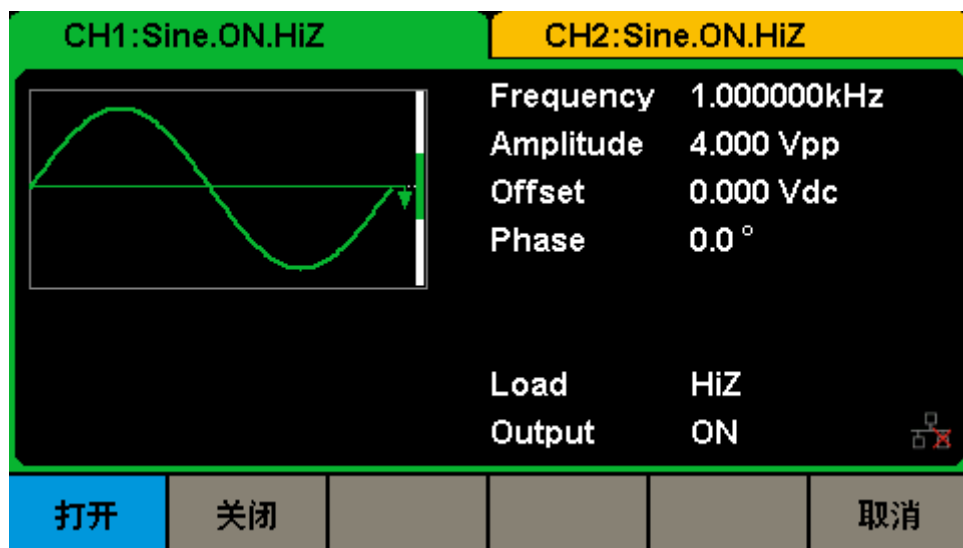 CH1:Sine.ON.HiZ CH2:Sine.ON.HiZ
Frequency 1.000000kHz
Amplitude 4.000 Vpp
Offset 0.000 Vdc
Phase 0.0 °
Load HiZ
Output ON
打开 关闭 取消